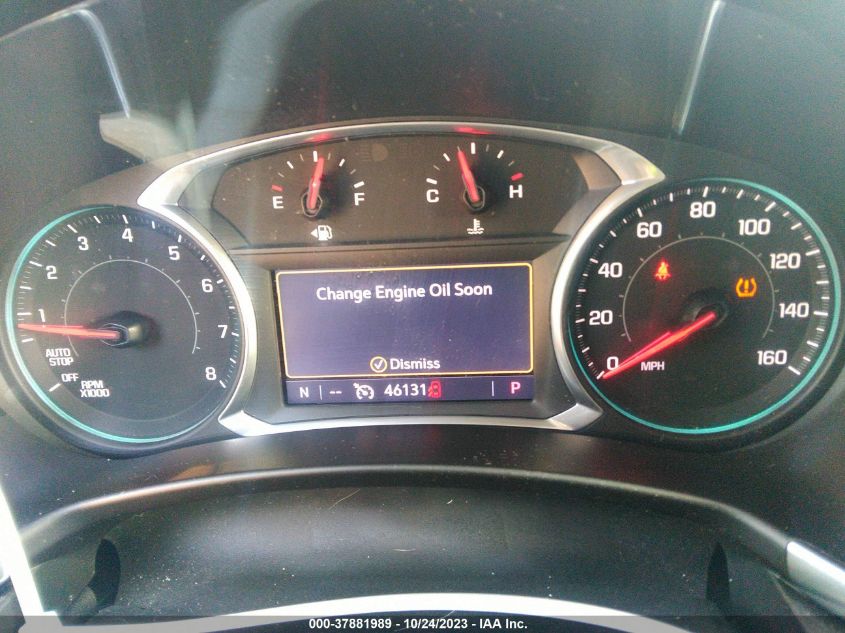 E F
C H
1 2 3 4 5 6 7 8
AUTO
STOP
OFF
RPM
X1000
Change Engine Oil Soon
Dismiss
N -- 46131 P
0 20 40 60 80 100 120 140 160
MPH
000-37881989 | 10/24/2023 - IAA Inc.